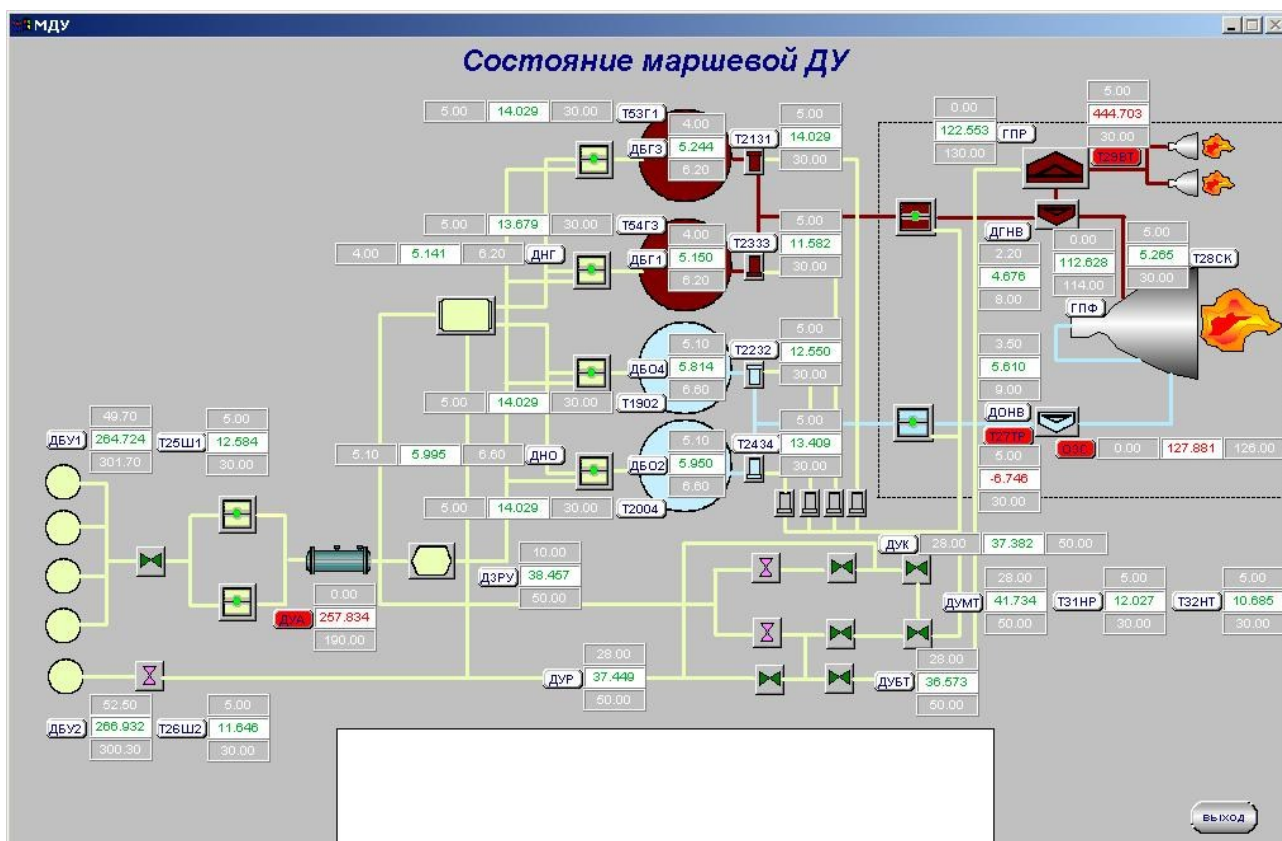 МДУ
Состояние маршевой ДУ
5.00 14.029 30.00 Т53Г1
4.00
ДБГ3 5.244
6.20
5.00
Т2131 14.029
30.00
0.00
122.553 ГПР
130.00
5.00
444.703
30.00
Т29ВТ
5.00 13.679 30.00 Т54Г3
4.00 5.141 6.20 ДНГ
4.00
ДБГ1 5.150
6.20
5.00
Т2333 11.582
30.00
ДГНВ
2.20
4.676
8.00
0.00
112.628
114.00
ГПФ
5.00
5.265 Т28СК
30.00
5.10
ДБО4 5.814
6.60
5.00
Т2232 12.550
30.00
3.50
5.610
9.00
ДОНВ
Т27ТР
5.00
-6.746
30.00
5.00 14.029 30.00 Т1902
5.10 5.995 6.60 ДНО
5.10
ДБО2 5.950
6.60
5.00
Т2434 13.409
30.00
ОЗС 0.00 127.881 126.00
5.00 14.029 30.00 Т2004
49.70
ДБУ1 264.724
301.70
5.00
Т25Ш1 12.584
30.00
0.00
ДУА 257.834
190.00
10.00
ДЗРУ 38.457
50.00
ДУК 28.00 37.382 50.00
28.00
ДУМТ 41.734
50.00
5.00
Т31НР 12.027
30.00
5.00
Т32НТ 10.685
30.00
28.00
ДУР 37.449
50.00
28.00
ДУБТ 36.573
50.00
52.50
ДБУ2 266.932
300.30
5.00
Т26Ш2 11.646
30.00
ВЫХОД